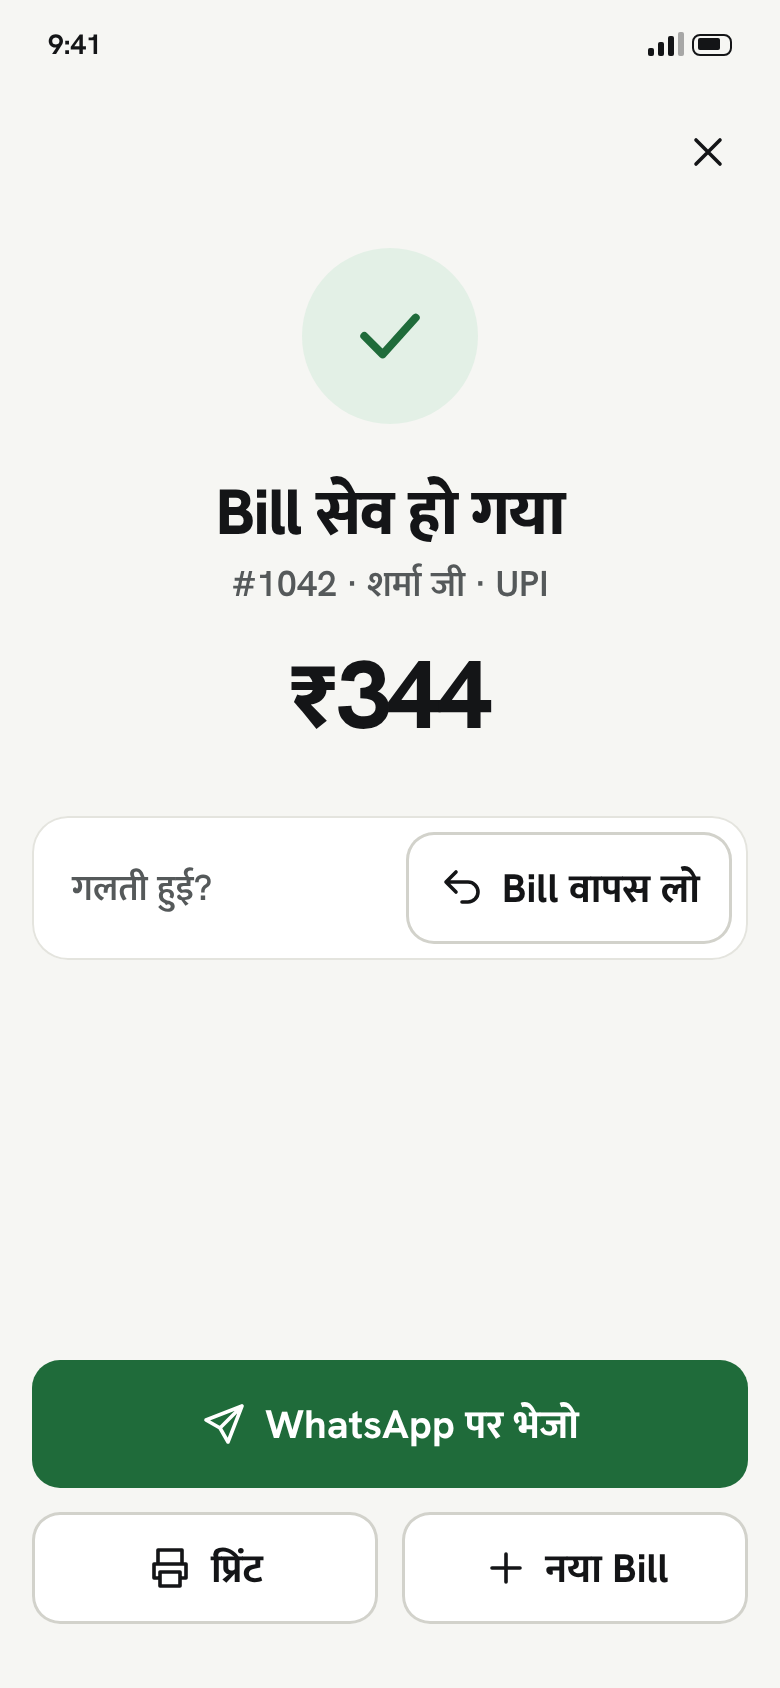 9:41
Bill सेव हो गया
#1042 · शर्मा जी · UPI
₹344
गलती हुई?
Bill वापस लो
WhatsApp पर भेजो
प्रिंट
नया Bill